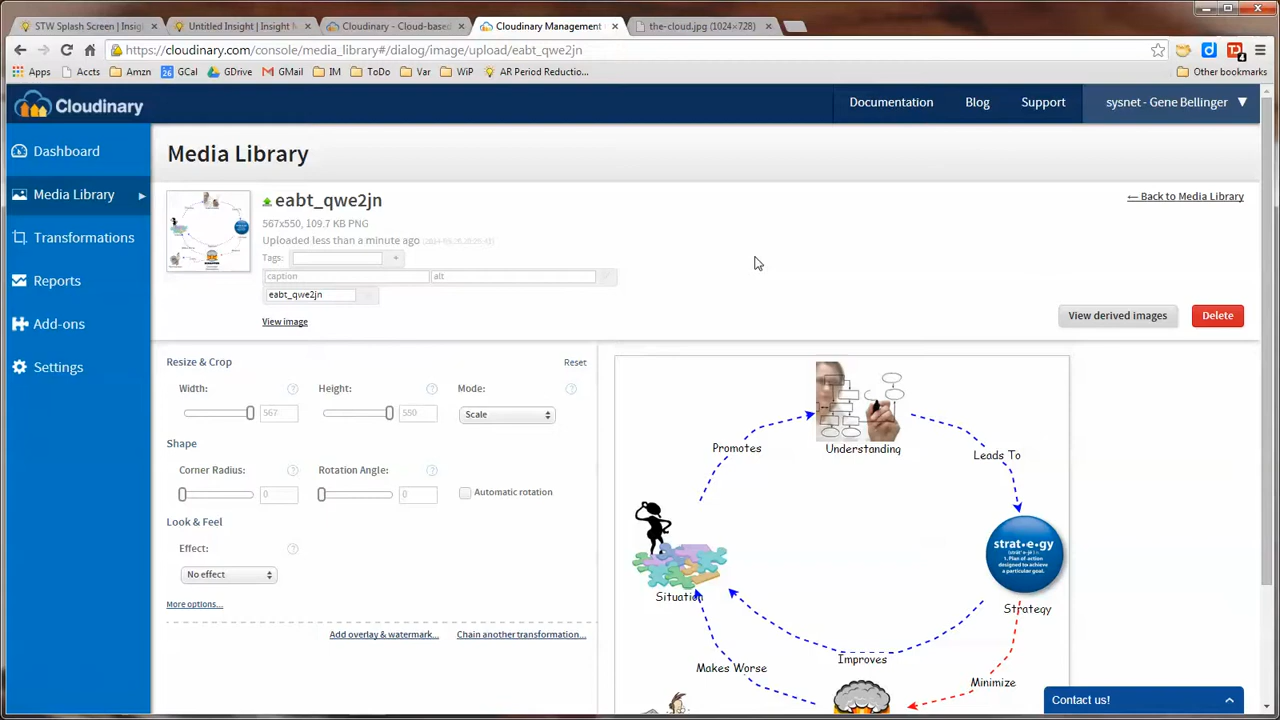 STW Splash Screen | Insig
Untitled Insight | Insight M
Cloudinary - Cloud-based
Cloudinary Management
the-cloud.jpg (1024×728)
https://cloudinary.com/console/media_library#/dialog/image/upload/eabt_qwe2jn
Apps Accts Amzn GCal GDrive GMail IM ToDo Var WiP AR Period Reductio... Other bookmarks
Cloudinary
Documentation Blog Support sysnet - Gene Bellinger
Dashboard
Media Library
Transformations
Reports
Add-ons
Settings
Media Library
eabt_qwe2jn
← Back to Media Library
567x550, 109.7 KB PNG
Uploaded less than a minute ago
Tags: +
caption alt
eabt_qwe2jn
View image
View derived images Delete
Resize & Crop Reset
Width: ? Height: ? Mode: ?
567 550 Scale
Shape
Corner Radius: ? Rotation Angle: ?
0 0 Automatic rotation
Look & Feel
Effect: ?
No effect
More options...
Add overlay & watermark... Chain another transformation...
Understanding
Promotes
Leads To
strat•e•gy
Situation
Strategy
Improves
Makes Worse
Minimize
Contact us!